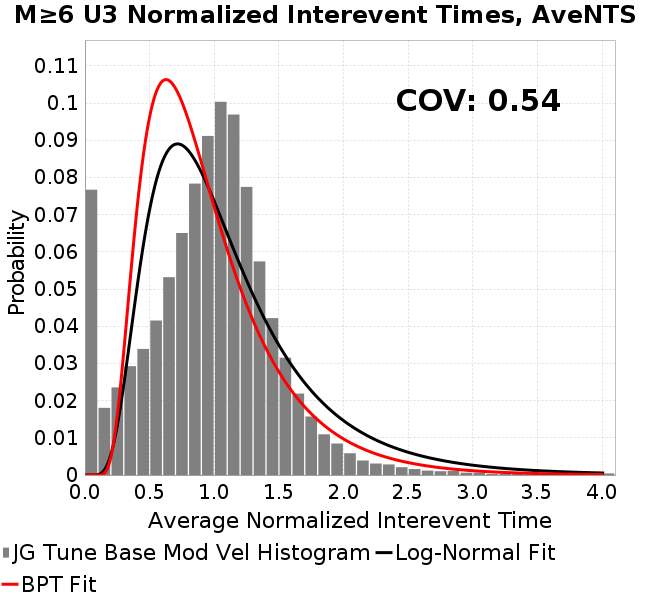 M≥6 U3 Normalized Interevent Times, AveNTS
COV: 0.54
Probability
0.11
0.1
0.09
0.08
0.07
0.06
0.05
0.04
0.03
0.02
0.01
0
0.0 0.5 1.0 1.5 2.0 2.5 3.0 3.5 4.0
Average Normalized Interevent Time
JG Tune Base Mod Vel Histogram Log-Normal Fit
BPT Fit